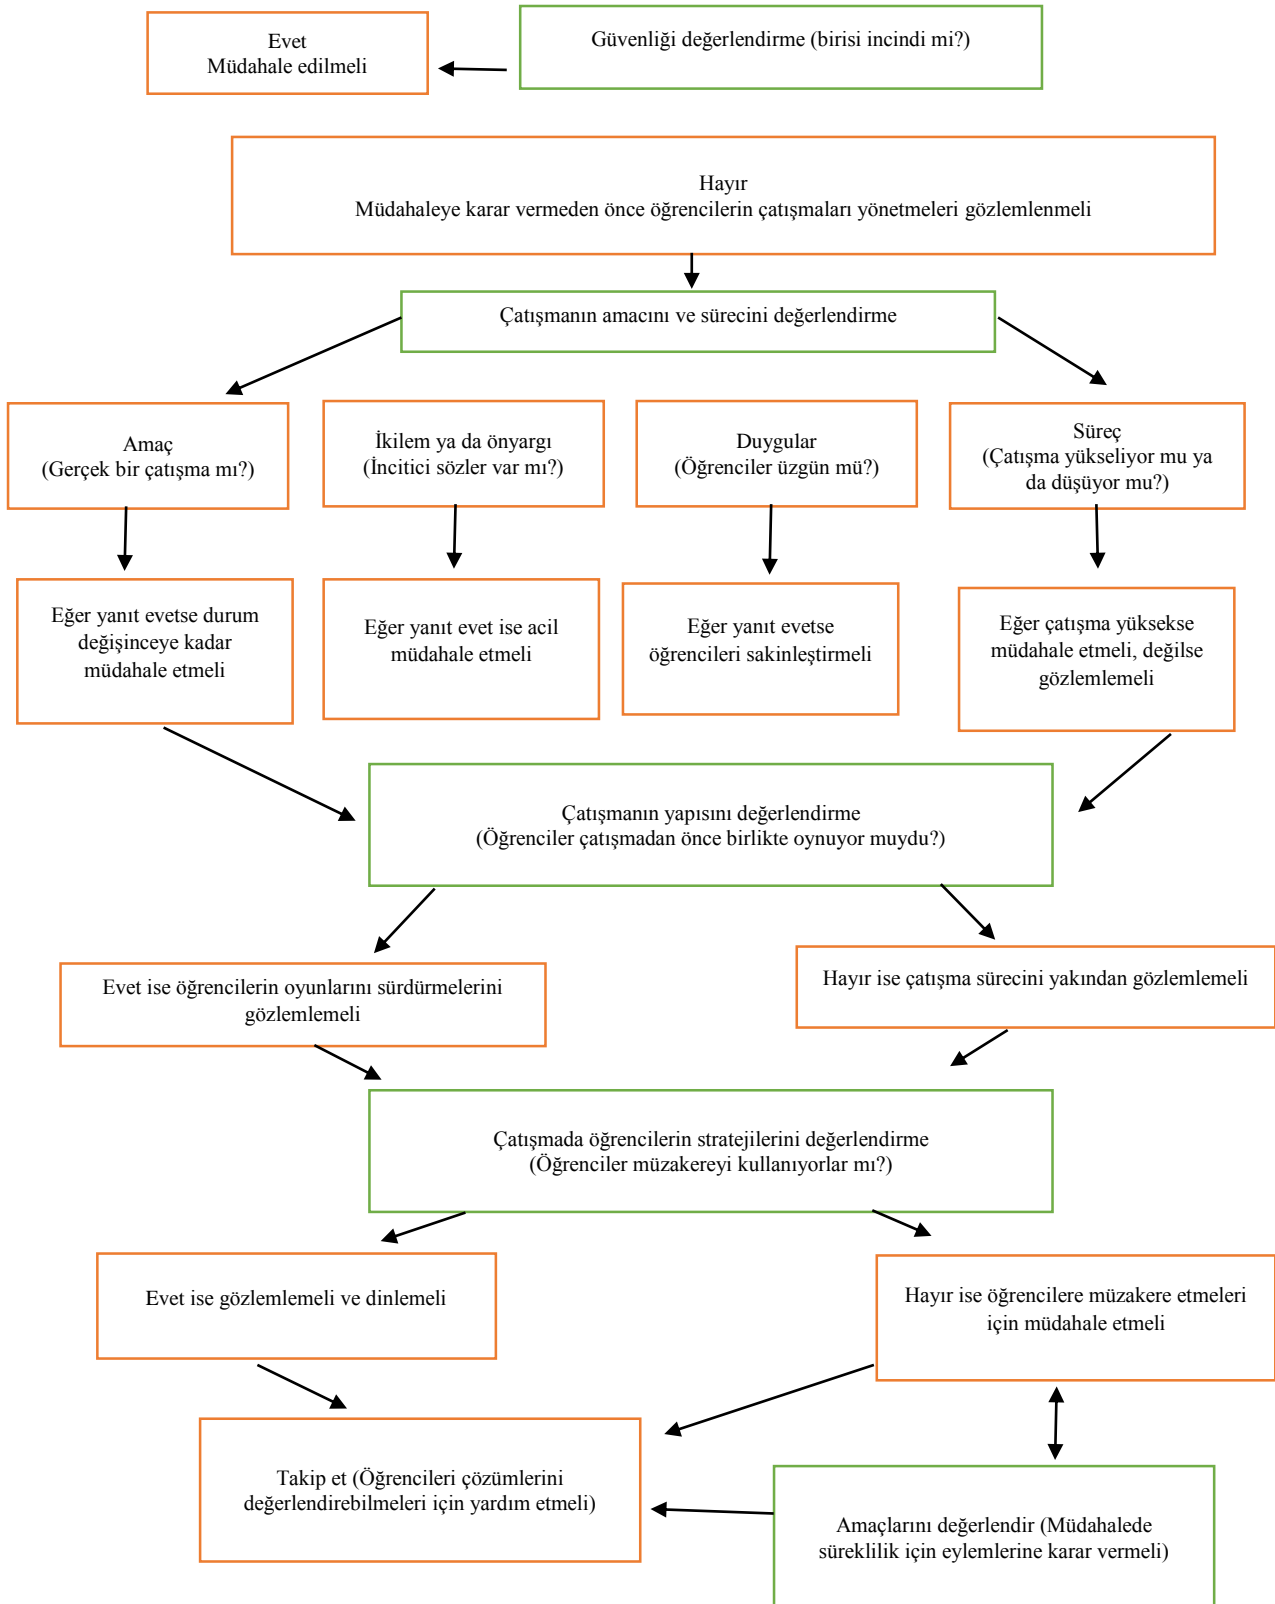 Evet
Müdahale edilmeli
Güvenliği değerlendirme (birisi incindi mi?)
Hayır
Müdahaleye karar vermeden önce öğrencilerin çatışmaları yönetmeleri gözlemlenmeli
Çatışmanın amacını ve sürecini değerlendirme
Amaç
(Gerçek bir çatışma mı?)
İkilem ya da önyargı
(İncitici sözler var mı?)
Duygular
(Öğrenciler üzgün mü?)
Süreç
(Çatışma yükseliyor mu ya
da düşüyor mu?)
Eğer yanıt evetse durum
değişinceye kadar
müdahale etmeli
Eğer yanıt evet ise acil
müdahale etmeli
Eğer yanıt evetse
öğrencileri sakinleştirmeli
Eğer çatışma yüksekse
müdahale etmeli, değilse
gözlemlemeli
Çatışmanın yapısını değerlendirme
(Öğrenciler çatışmadan önce birlikte oynuyor muydu?)
Evet ise öğrencilerin oyunlarını sürdürmelerini
gözlemlemeli
Hayır ise çatışma sürecini yakından gözlemlemeli
Çatışmada öğrencilerin stratejilerini değerlendirme
(Öğrenciler müzakereyi kullanıyorlar mı?)
Evet ise gözlemlemeli ve dinlemeli
Hayır ise öğrencilere müzakere etmeleri
için müdahale etmeli
Takip et (Öğrencileri çözümlerini
değerlendirebilmeleri için yardım etmeli)
Amaçlarını değerlendir (Müdahalede
süreklilik için eylemlerine karar vermeli)